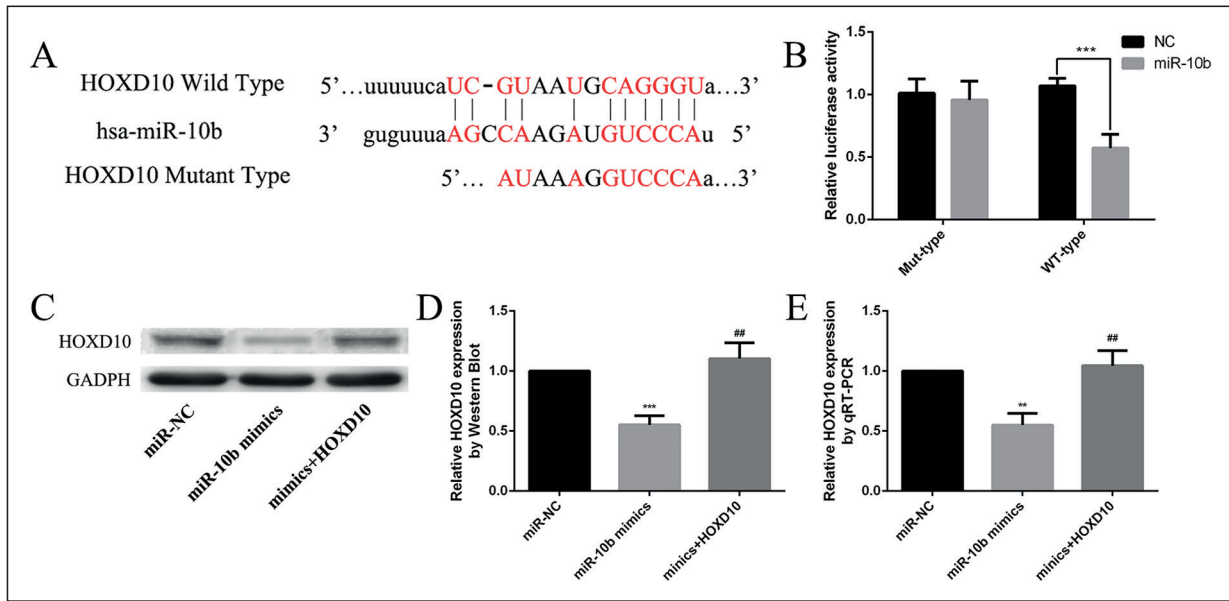 A
HOXD10 Wild Type 5’…uuuuucaUC-GUAAUGCAGGGUa…3’
hsa-miR-10b 3’ guguuuaAGCCAAGAUGUCCCAu 5’
HOXD10 Mutant Type 5’… AUAAAGGUCCCAa…3’
B
Relative luciferase activity
1.5
1.0
0.5
0.0
***
NC
miR-10b
Mut-type
WT-type
C
HOXD10
GADPH
miR-NC
miR-10b mimics
mimics+HOXD10
D
Relative HOXD10 expression
by Western Blot
1.5
1.0
0.5
0.0
***
##
miR-NC
miR-10b mimics
minics+HOXD10
E
Relative HOXD10 expression
by qRT-PCR
1.5
1.0
0.5
0.0
**
##
miR-NC
miR-10b mimics
minics+HOXD10